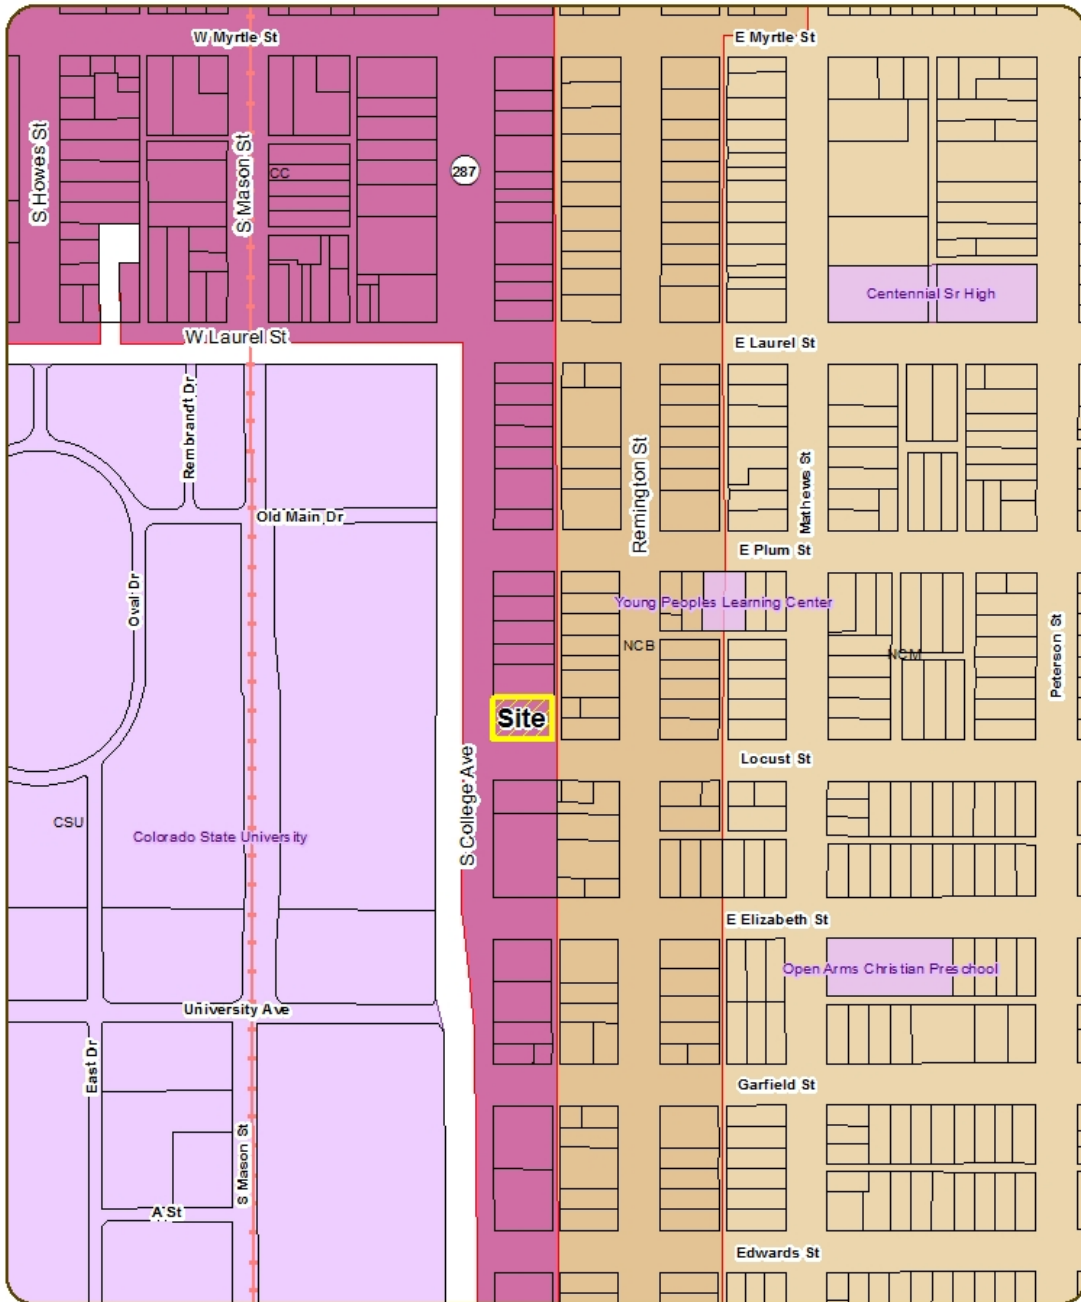 W Myrtle St
E Myrtle St
S Howes St
S Mason St
CC
287
Centennial Sr High
W Laurel St
E Laurel St
Rembrandt Dr
Remington St
Mathews St
Old Main Dr
E Plum St
Oval Dr
Young Peoples Learning Center
NCB
NCM
Peterson St
Site
Locust St
S College Ave
CSU
Colorado State University
E Elizabeth St
Open Arms Christian Preschool
University Ave
East Dr
Garfield St
S Mason St
A St
Edwards St